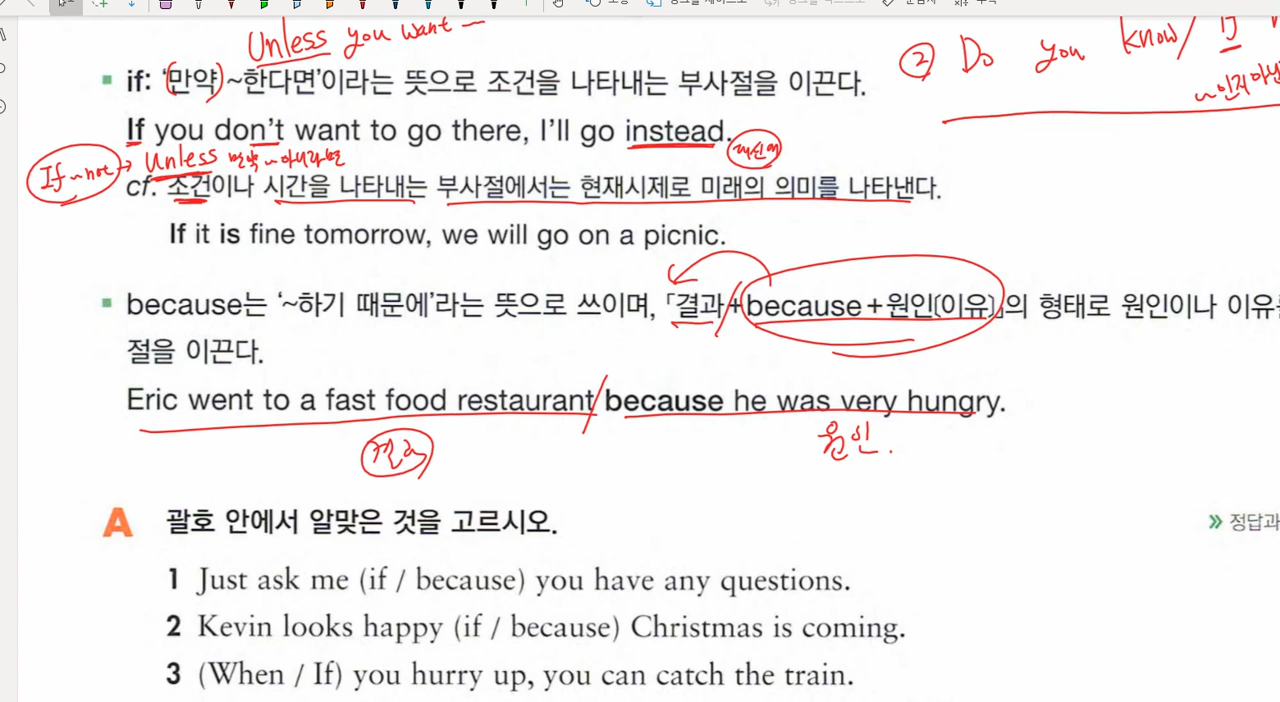 Unless you want ~
② Do you know / if
~인지 아닌
▪ if: ‘만약 ~한다면’이라는 뜻으로 조건을 나타내는 부사절을 이끈다.
If you don’t want to go there, I’ll go instead.
대신에
If ~not → Unless 만약 ~아니라면
cf. 조건이나 시간을 나타내는 부사절에서는 현재시제로 미래의 의미를 나타낸다.
If it is fine tomorrow, we will go on a picnic.
▪ because는 ‘~하기 때문에’라는 뜻으로 쓰이며, 「결과+because+원인(이유)」의 형태로 원인이나 이유
절을 이끈다.
Eric went to a fast food restaurant / because he was very hungry.
결과 원인.
A 괄호 안에서 알맞은 것을 고르시오.
» 정답과
1 Just ask me (if / because) you have any questions.
2 Kevin looks happy (if / because) Christmas is coming.
3 (When / If) you hurry up, you can catch the train.